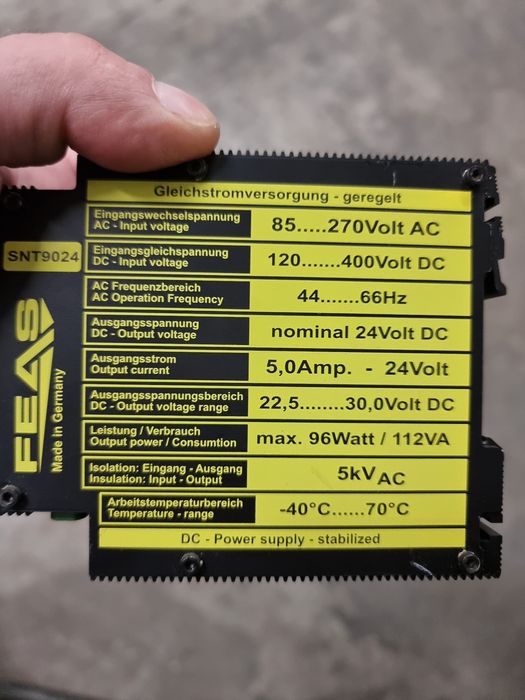 Gleichstromversorgung - geregelt
Eingangswechselspannung
AC - Input voltage
85.....270Volt AC
Eingangsgleichspannung
DC - Input voltage
120.......400Volt DC
AC Frequenzbereich
AC Operation Frequency
44.......66Hz
Ausgangsspannung
DC - Output voltage
nominal 24Volt DC
Ausgangsstrom
Output current
5,0Amp. - 24Volt
Ausgangsspannungsbereich
DC - Output voltage range
22,5........30,0Volt DC
Leistung / Verbrauch
Output power / Consumtion
max. 96Watt / 112VA
Isolation: Eingang - Ausgang
Insulation: Input - Output
5kV AC
Arbeitstemperaturbereich
Temperature - range
-40°C......70°C
DC - Power supply - stabilized
SNT9024
FEAS
Made in Germany